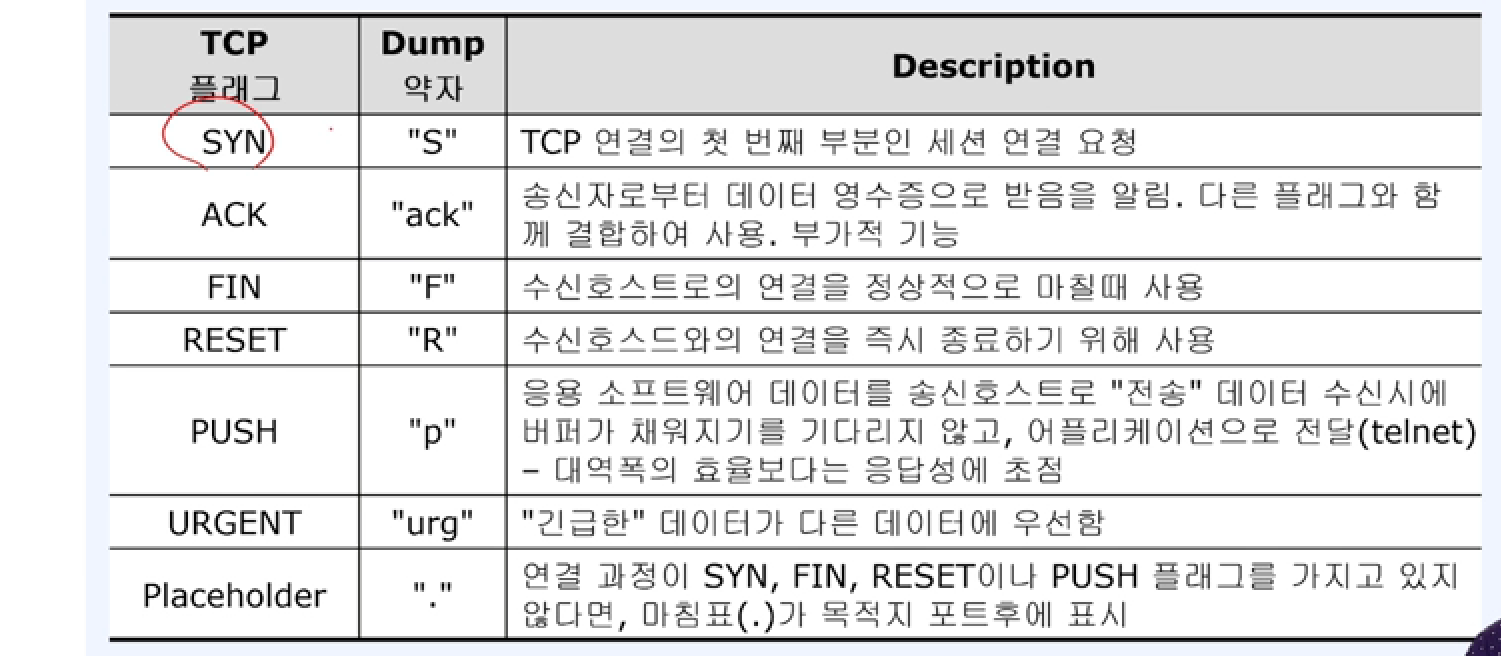 TCP 플래그
Dump 약자
Description
SYN
"S"
TCP 연결의 첫 번째 부분인 세션 연결 요청
ACK
"ack"
송신자로부터 데이터 영수증으로 받음을 알림. 다른 플래그와 함
께 결합하여 사용. 부가적 기능
FIN
"F"
수신호스트로의 연결을 정상적으로 마칠때 사용
RESET
"R"
수신호스드와의 연결을 즉시 종료하기 위해 사용
PUSH
"p"
응용 소프트웨어 데이터를 송신호스트로 "전송" 데이터 수신시에
버퍼가 채워지기를 기다리지 않고, 어플리케이션으로 전달(telnet)
– 대역폭의 효율보다는 응답성에 초점
URGENT
"urg"
"긴급한" 데이터가 다른 데이터에 우선함
Placeholder
"."
연결 과정이 SYN, FIN, RESET이나 PUSH 플래그를 가지고 있지
않다면, 마침표(.)가 목적지 포트후에 표시